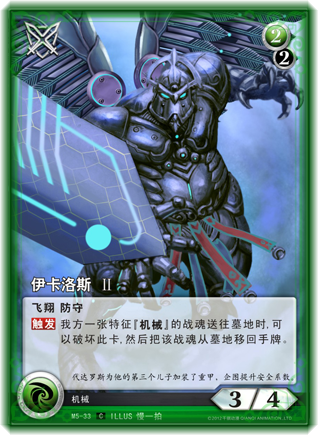 2
2
伊卡洛斯 II
飞翔 防守
触发 我方一张特征『机械』的战魂送往墓地时,可
以破坏此卡,然后把该战魂从墓地移回手牌。
代达罗斯为他的第三个儿子加装了重甲,企图提升安全系数。
机械
3 / 4
M5-33 C ILLUS 慢一拍